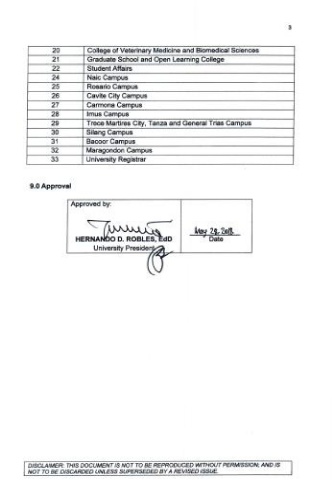 3
20 College of Veterinary Medicine and Biomedical Sciences
21 Graduate School and Open Learning College
22 Student Affairs
24 Naic Campus
25 Rosario Campus
26 Cavite City Campus
27 Carmona Campus
28 Imus Campus
29 Trece Martires City, Tanza and General Trias Campus
30 Silang Campus
31 Bacoor Campus
32 Maragondon Campus
33 University Registrar
9.0 Approval
Approved by:
HERNANDO D. ROBLES, EdD
University President
May 28, 2018
Date
DISCLAIMER: THIS DOCUMENT IS NOT TO BE REPRODUCED WITHOUT PERMISSION, AND IS
NOT TO BE DISCARDED UNLESS SUPERSEDED BY A REVISED ISSUE.